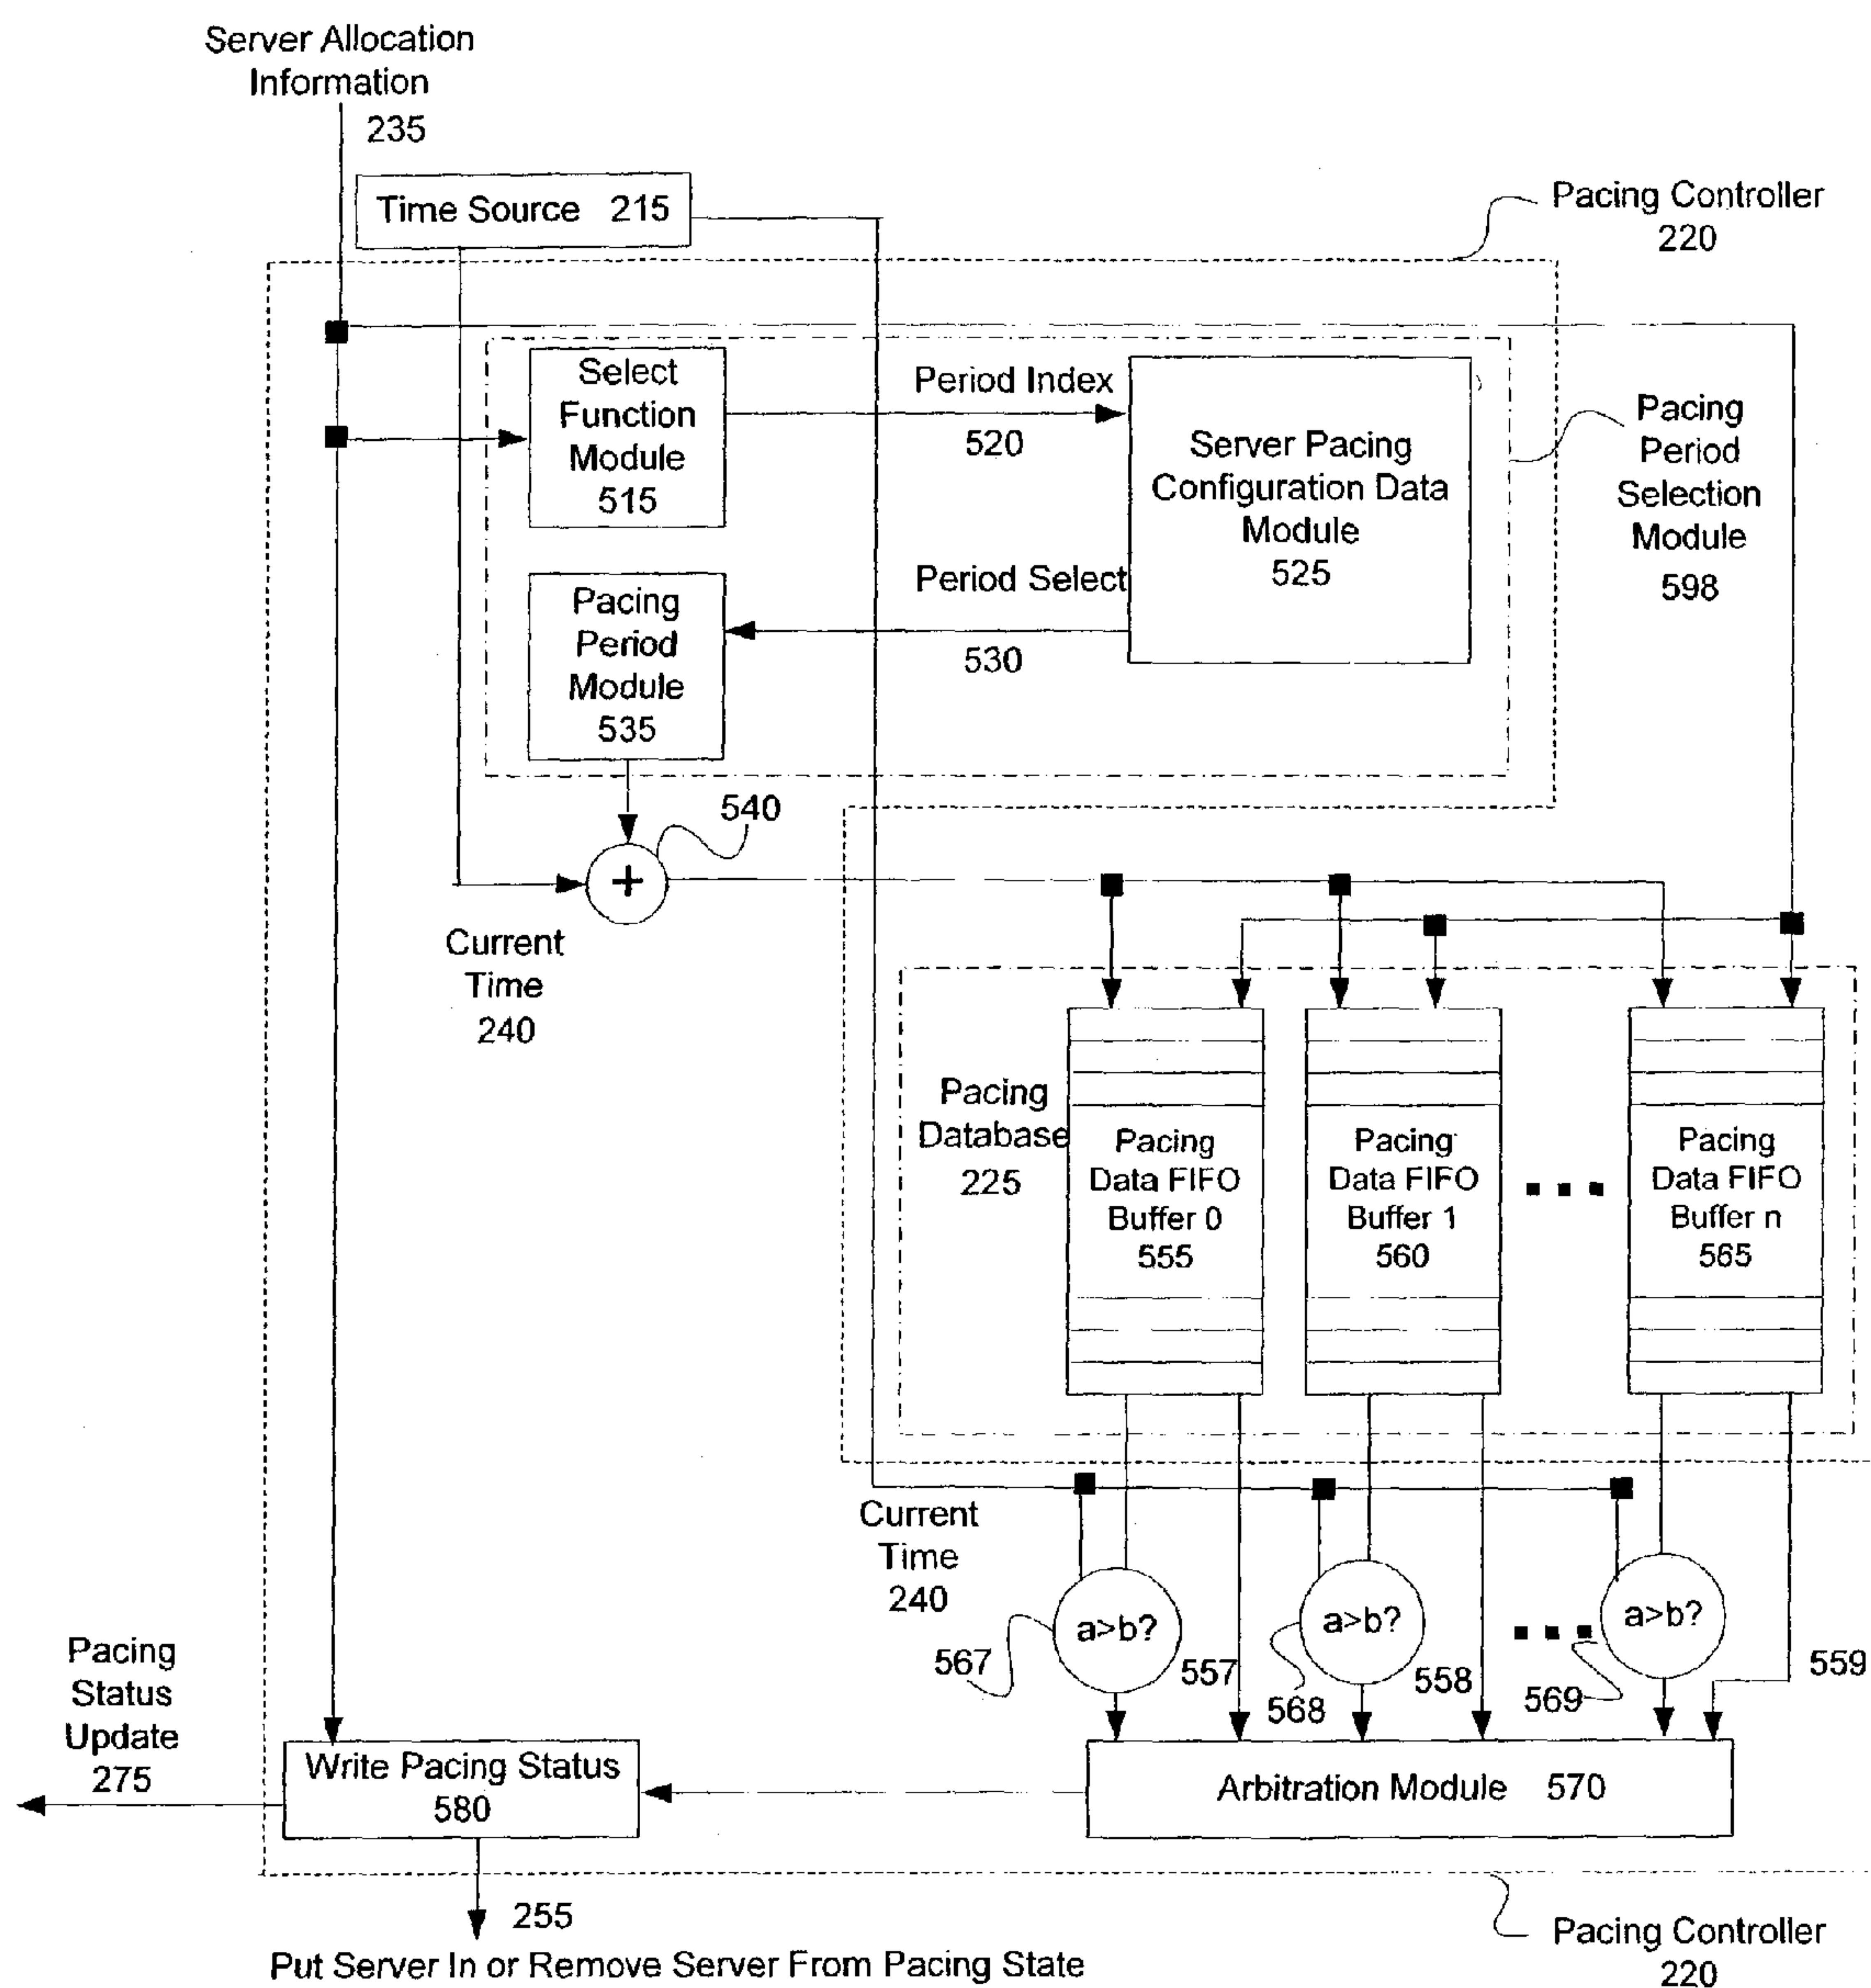 Server Allocation
Information
235
Time Source 215
Pacing Controller
220
Select
Function
Module
515
Period Index
520
Server Pacing
Configuration Data
Module
525
Pacing
Period
Selection
Module
598
Period Select
530
Pacing
Period
Module
535
540
+
Current
Time
240
Pacing
Database
225
Pacing
Data FIFO
Buffer 0
555
Pacing
Data FIFO
Buffer 1
560
Pacing
Data FIFO
Buffer n
565
Current
Time
240
a>b?
a>b?
a>b?
567
557
568
558
569
559
Pacing
Status
Update
275
Write Pacing Status
580
Arbitration Module 570
255
Put Server In or Remove Server From Pacing State
Pacing Controller
220